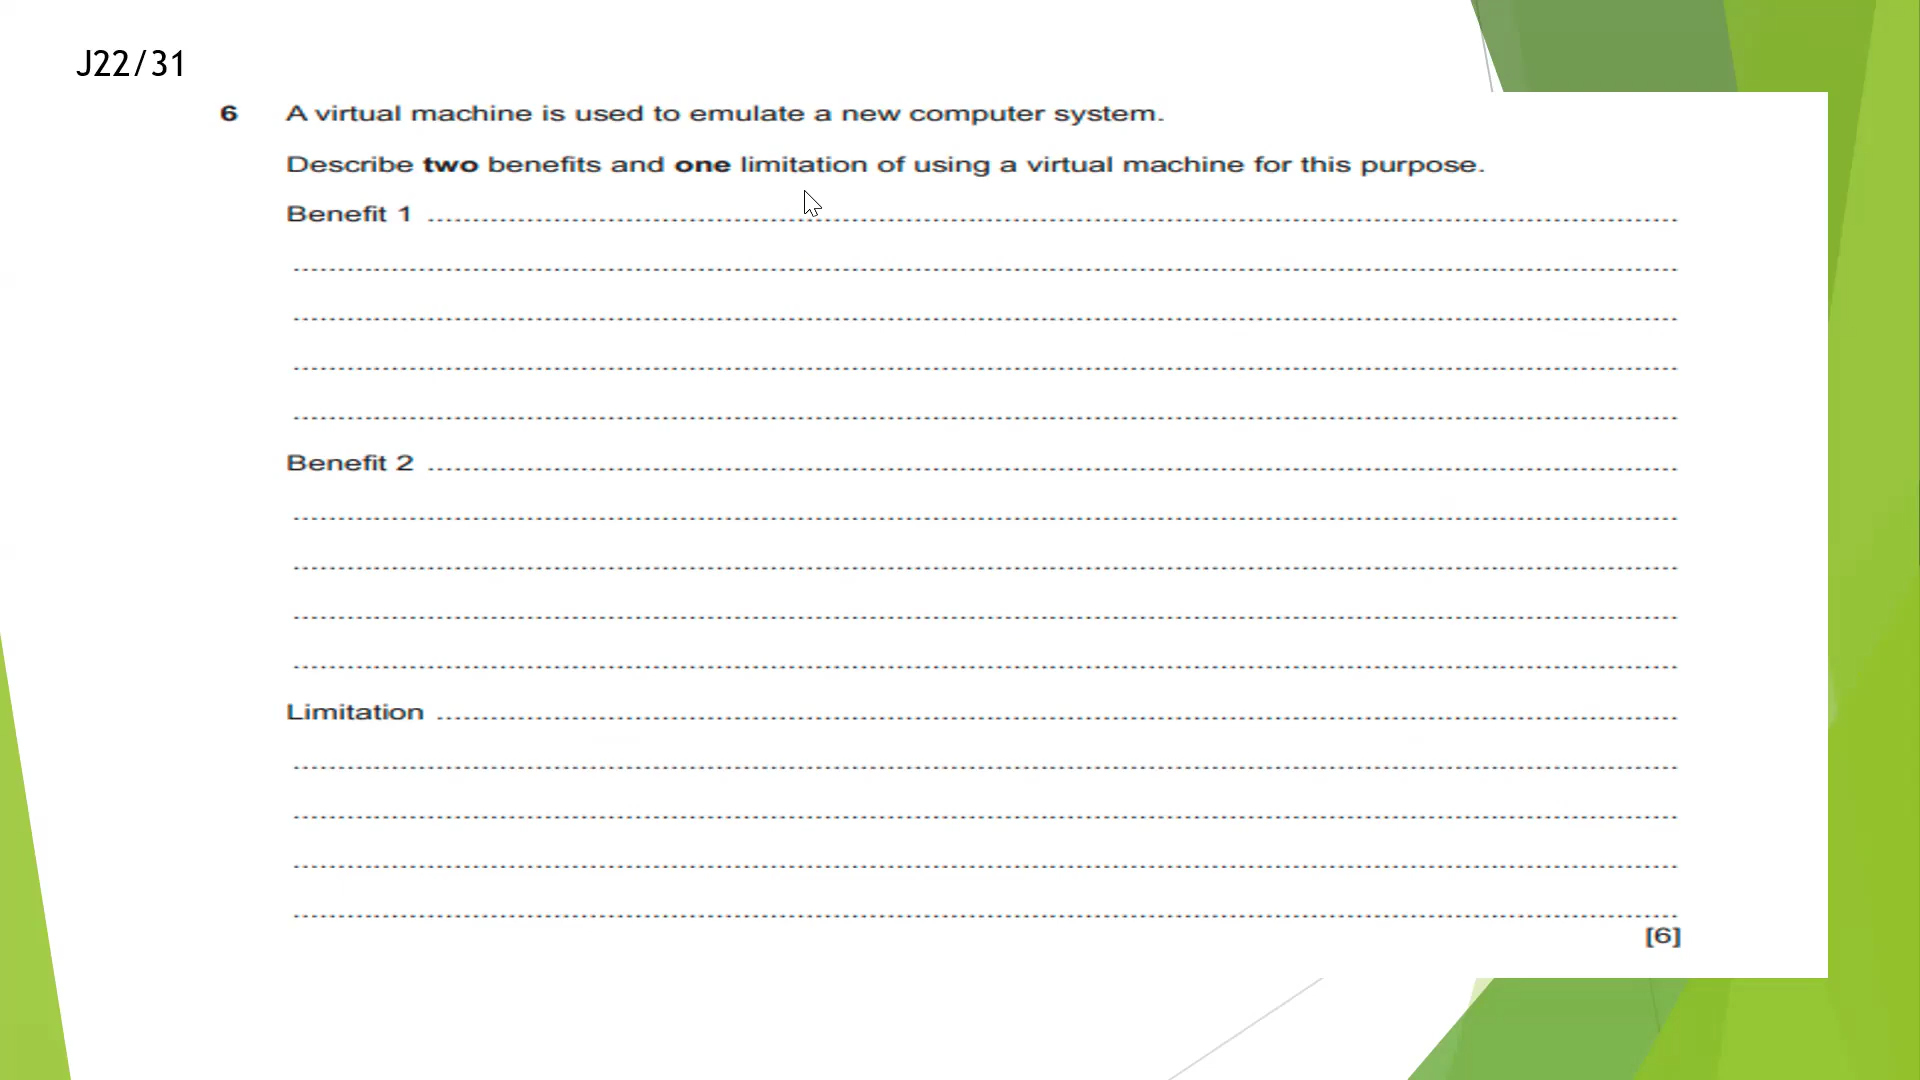 J22/31
6 A virtual machine is used to emulate a new computer system.
Describe two benefits and one limitation of using a virtual machine for this purpose.
Benefit 1
Benefit 2
Limitation
[6]